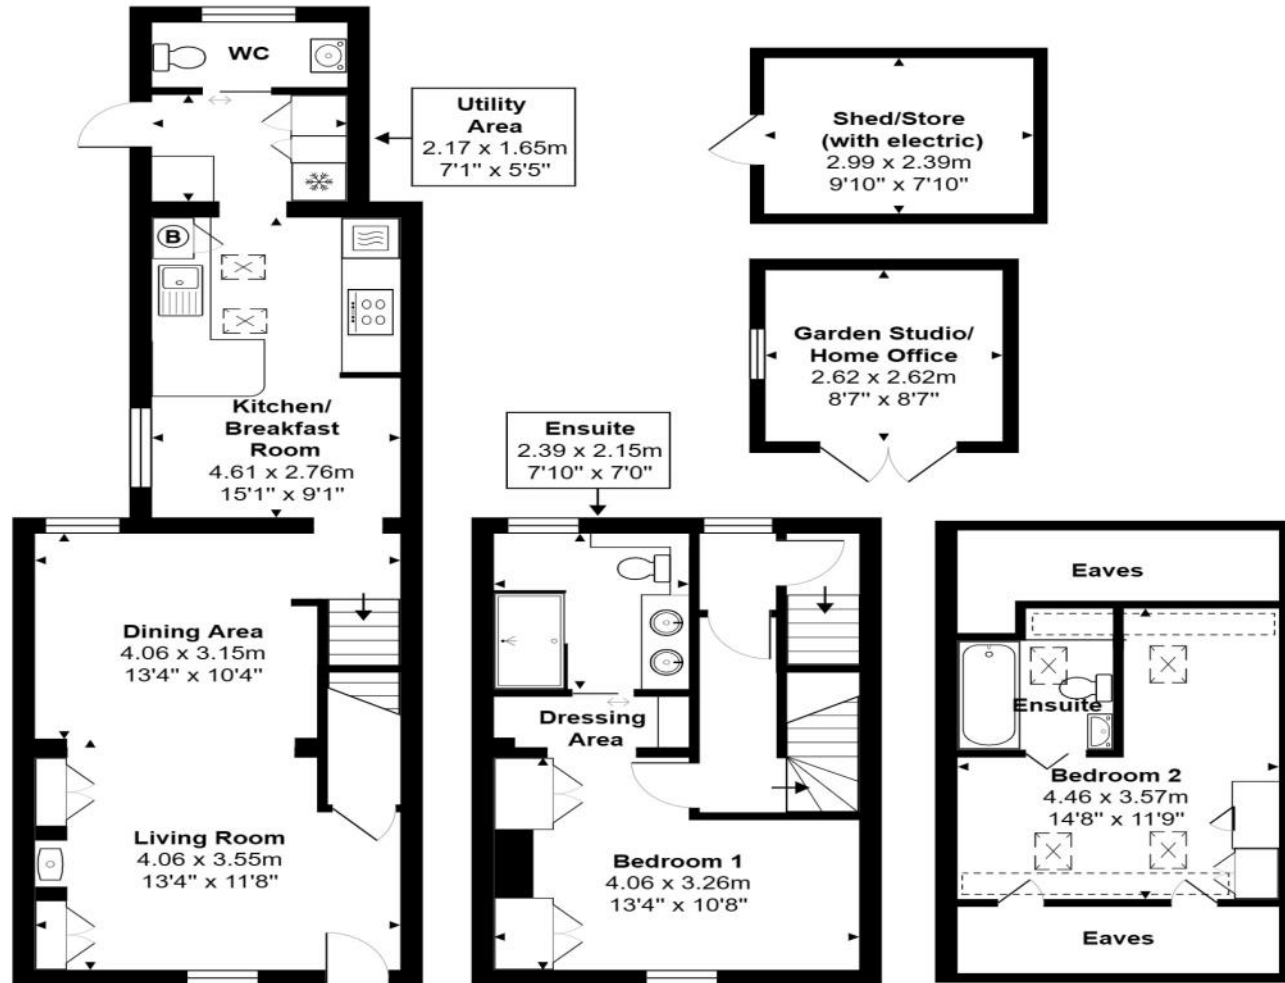 WC
Utility
Area
2.17 x 1.65m
7'1" x 5'5"
Shed/Store
(with electric)
2.99 x 2.39m
9'10" x 7'10"
B
Garden Studio/
Home Office
2.62 x 2.62m
8'7" x 8'7"
Kitchen/
Breakfast
Room
4.61 x 2.76m
15'1" x 9'1"
Ensuite
2.39 x 2.15m
7'10" x 7'0"
Dining Area
4.06 x 3.15m
13'4" x 10'4"
Living Room
4.06 x 3.55m
13'4" x 11'8"
Dressing
Area
Bedroom 1
4.06 x 3.26m
13'4" x 10'8"
Eaves
Ensuite
Bedroom 2
4.46 x 3.57m
14'8" x 11'9"
Eaves